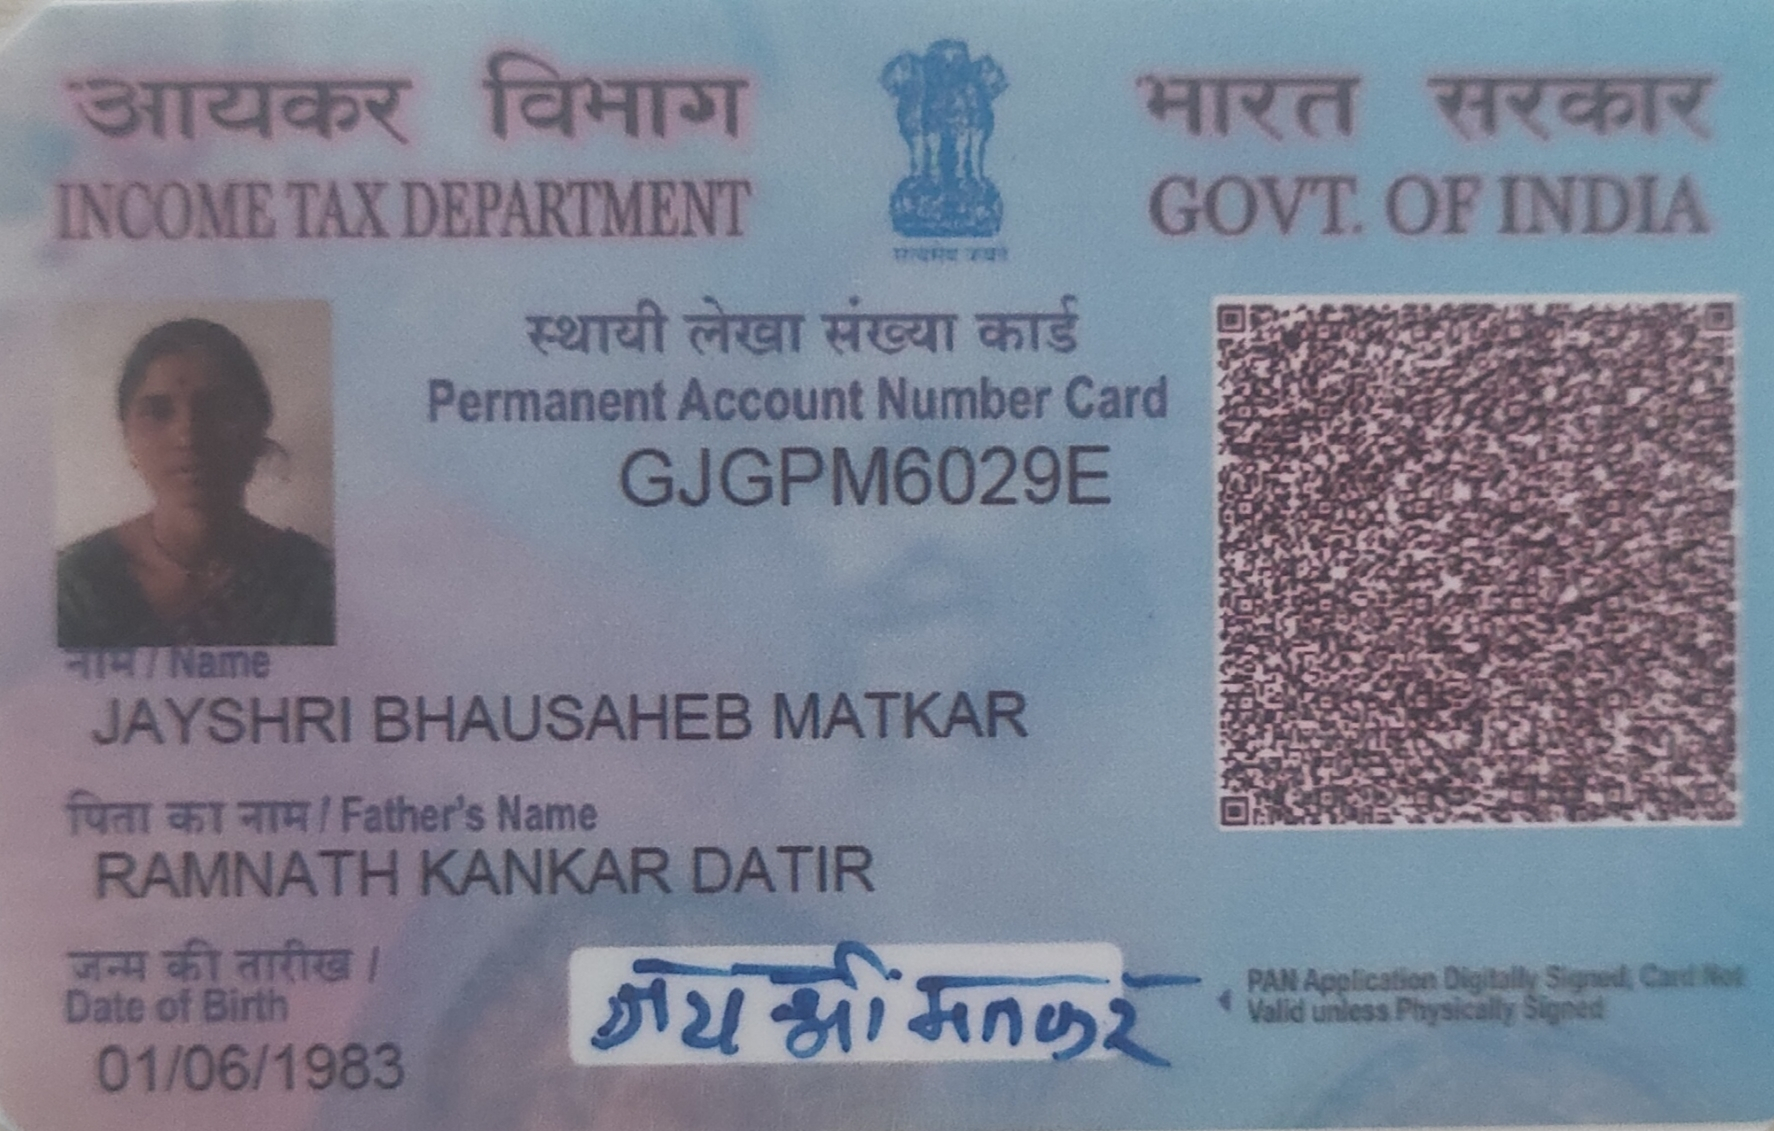 आयकर विभाग
INCOME TAX DEPARTMENT
भारत सरकार
GOVT. OF INDIA
सत्यमेव जयते
स्थायी लेखा संख्या कार्ड
Permanent Account Number Card
GJGPM6029E
नाम / Name
JAYSHRI BHAUSAHEB MATKAR
पिता का नाम / Father's Name
RAMNATH KANKAR DATIR
जन्म की तारीख /
Date of Birth
01/06/1983
जयश्री मतकर
PAN Application Digitally Signed, Card Not
Valid unless Physically Signed